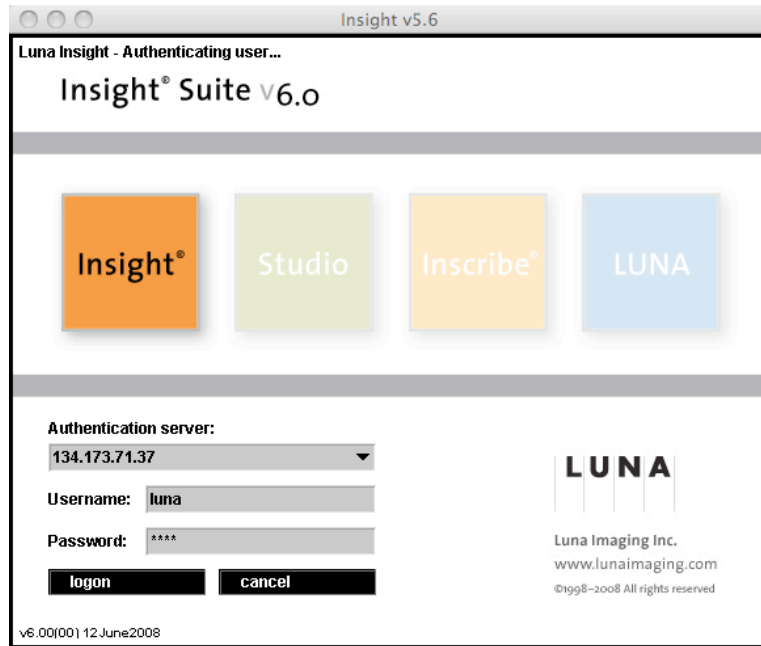 Insight v5.6
Luna Insight - Authenticating user...
Insight® Suite v6.0
Insight® Studio Inscribe® LUNA
Authentication server:
134.173.71.37
Username: luna
Password: ****
logon cancel
LUNA
Luna Imaging Inc.
www.lunaimaging.com
©1998–2008 All rights reserved
v6.00(00) 12 June2008